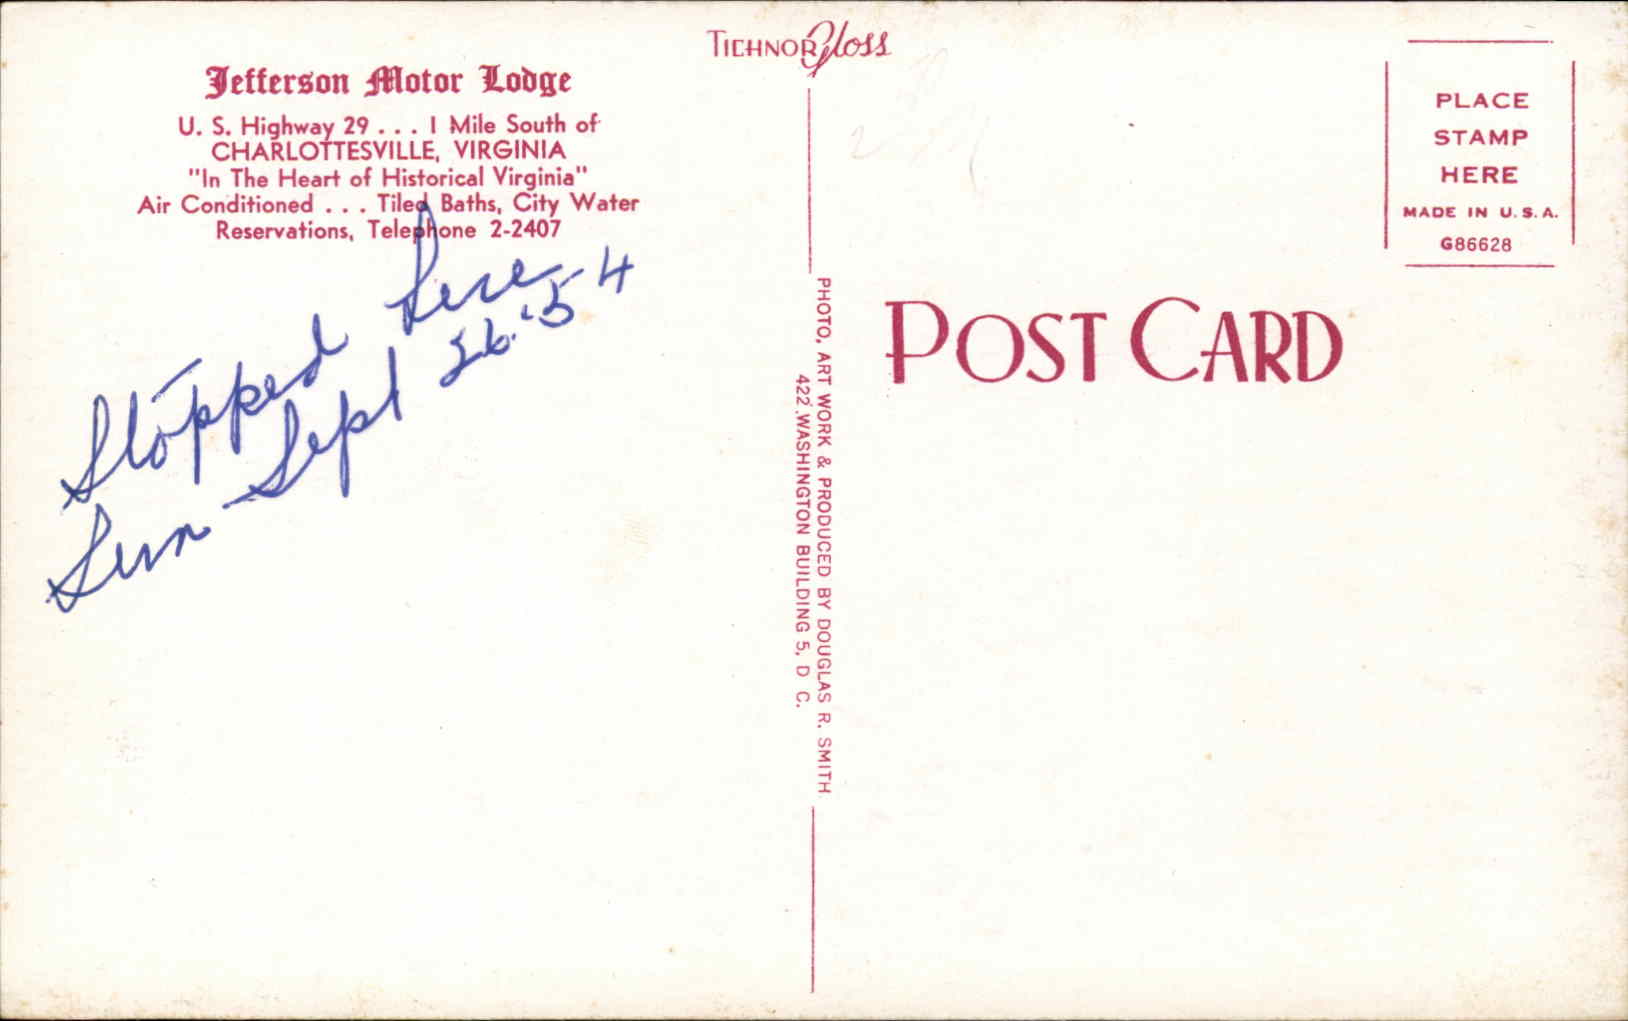 TICHNOR Gloss
Jefferson Motor Lodge
U. S. Highway 29 . . . 1 Mile South of
CHARLOTTESVILLE, VIRGINIA
"In The Heart of Historical Virginia"
Air Conditioned . . . Tiled Baths, City Water
Reservations, Telephone 2-2407
Stopped here
Sun - Sept 26. '54
PHOTO, ART WORK & PRODUCED BY DOUGLAS R. SMITH
422 WASHINGTON BUILDING 5, D C.
PLACE
STAMP
HERE
MADE IN U.S.A.
G86628
POST CARD